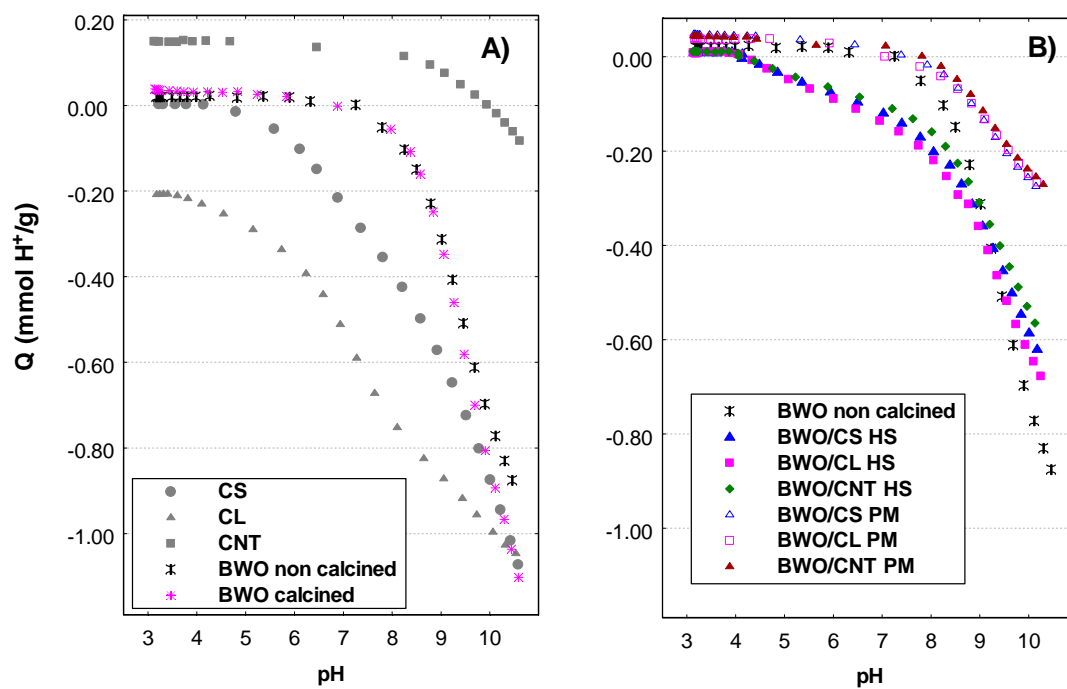 Q (mmol H⁺/g)
A)
0.20
0.00
-0.20
-0.40
-0.60
-0.80
-1.00
CS
CL
CNT
BWO non calcined
BWO calcined
3 4 5 6 7 8 9 10
pH
B)
0.00
-0.20
-0.40
-0.60
-0.80
-1.00
BWO non calcined
BWO/CS HS
BWO/CL HS
BWO/CNT HS
BWO/CS PM
BWO/CL PM
BWO/CNT PM
3 4 5 6 7 8 9 10
pH